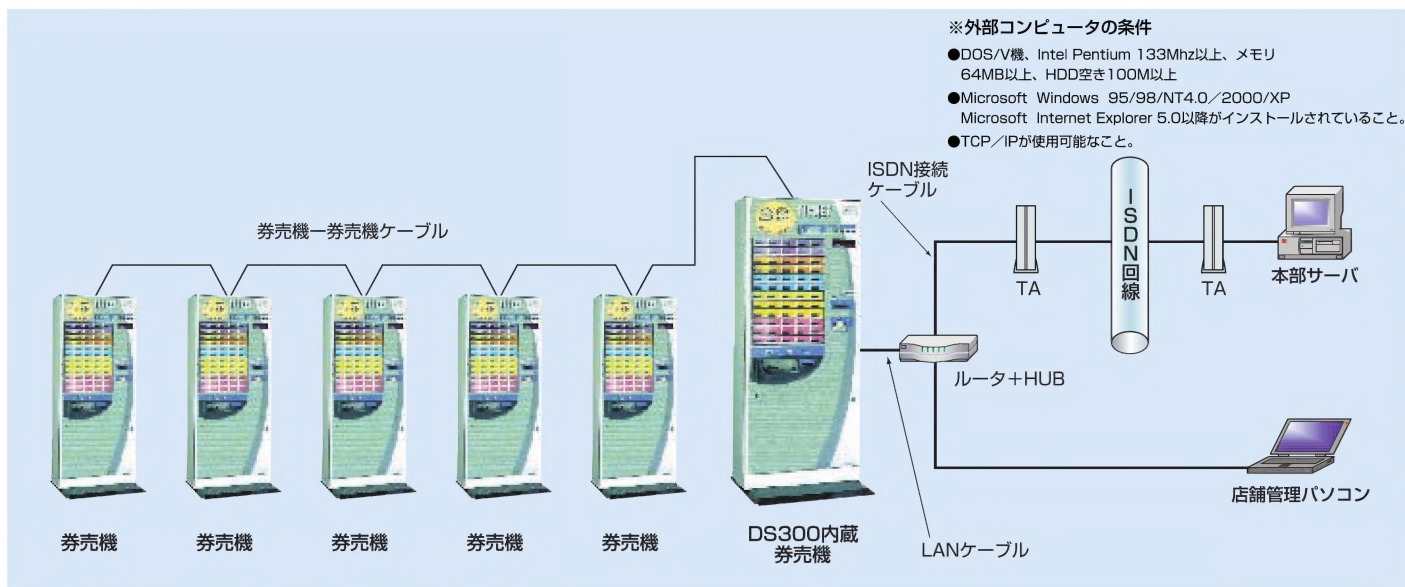 ※外部コンピュータの条件
●DOS/V機、Intel Pentium 133Mhz以上、メモリ
64MB以上、HDD空き100M以上
●Microsoft Windows 95/98/NT4.0／2000/XP
Microsoft Internet Explorer 5.0以降がインストールされていること。
●TCP／IPが使用可能なこと。
ISDN接続
ケーブル
券売機ー券売機ケーブル
ISDN回線
TA
TA
本部サーバ
ルータ＋HUB
店舗管理パソコン
LANケーブル
券売機
券売機
券売機
券売機
券売機
DS300内蔵
券売機